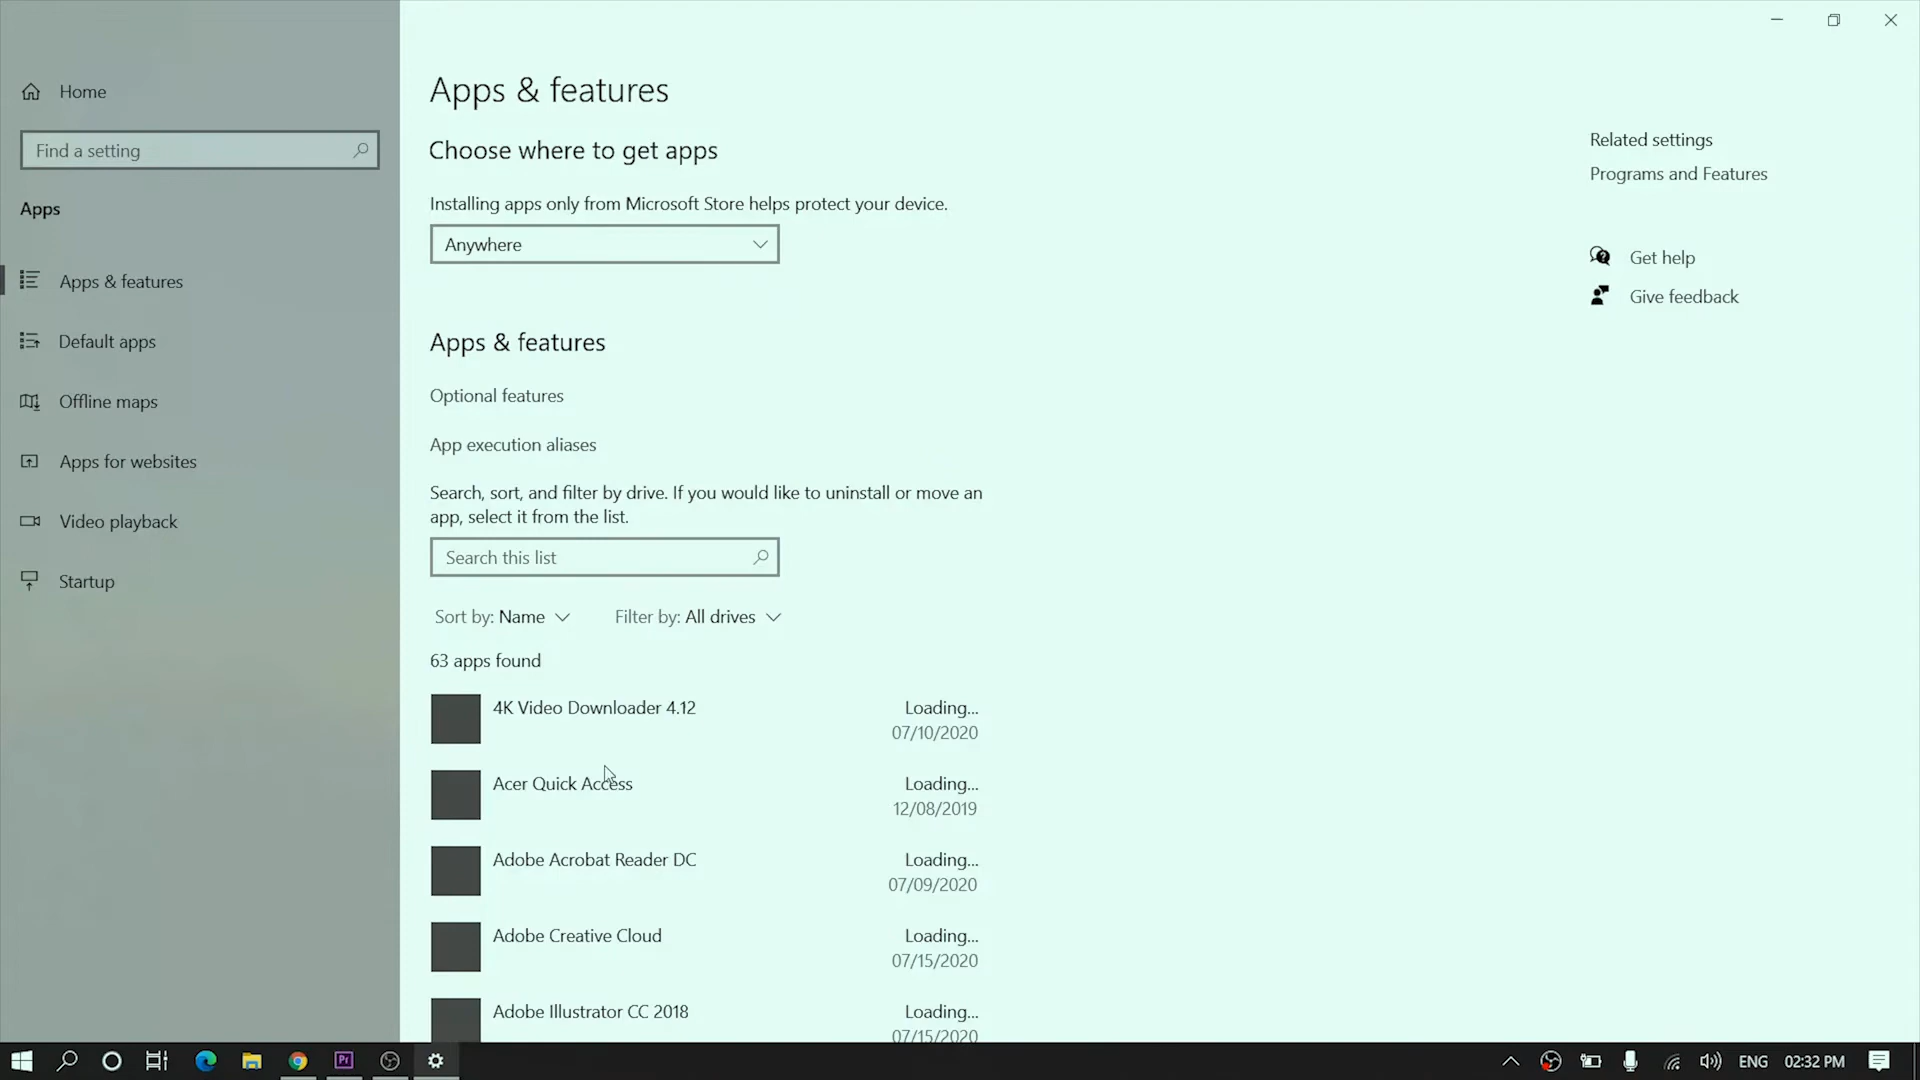 Home
Find a setting
Apps
Apps & features
Default apps
Offline maps
Apps for websites
Video playback
Startup
Apps & features
Choose where to get apps
Installing apps only from Microsoft Store helps protect your device.
Anywhere
Apps & features
Optional features
App execution aliases
Search, sort, and filter by drive. If you would like to uninstall or move an
app, select it from the list.
Search this list
Sort by: Name
Filter by: All drives
63 apps found
4K Video Downloader 4.12
Loading...
07/10/2020
Acer Quick Access
Loading...
12/08/2019
Adobe Acrobat Reader DC
Loading...
07/09/2020
Adobe Creative Cloud
Loading...
07/15/2020
Adobe Illustrator CC 2018
Loading...
07/15/2020
Related settings
Programs and Features
Get help
Give feedback
Pr
ENG
02:32 PM